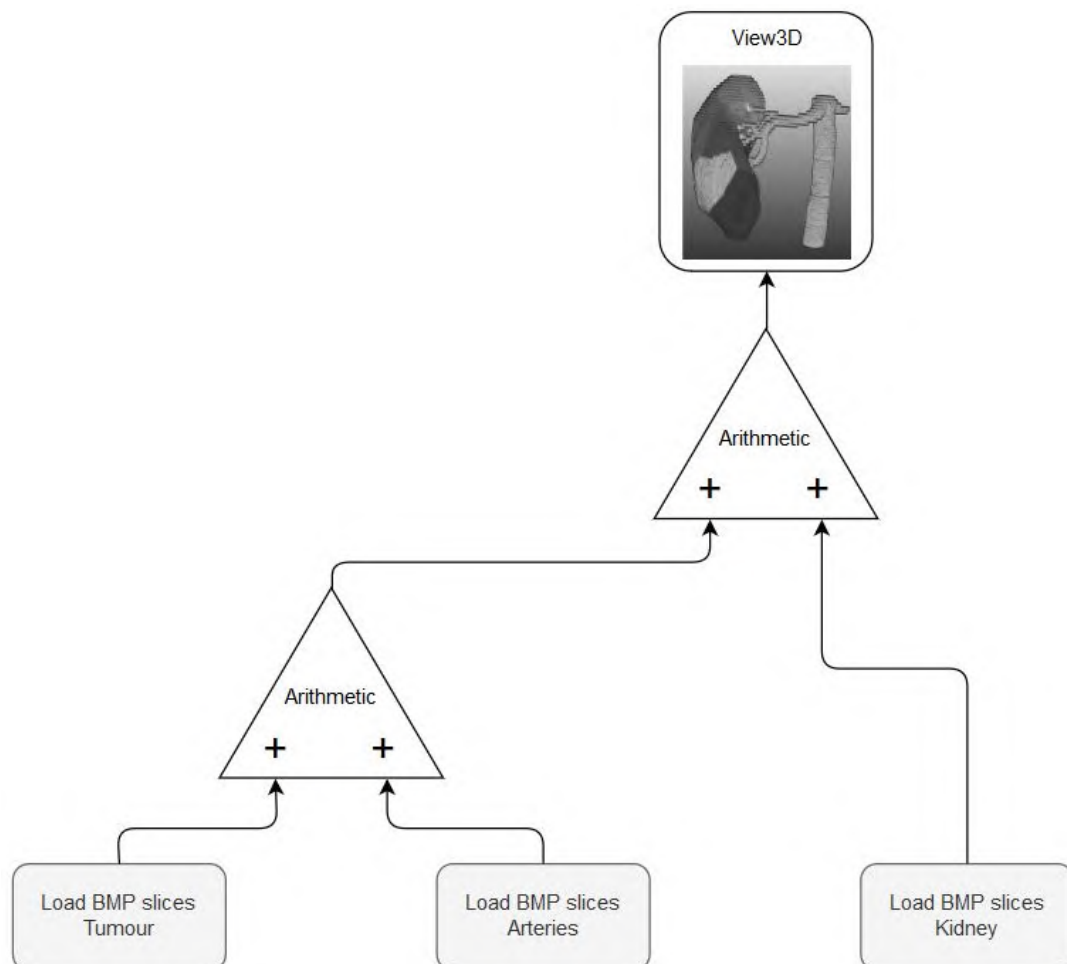 View3D
Arithmetic
+ +
Arithmetic
+ +
Load BMP slices
Tumour
Load BMP slices
Arteries
Load BMP slices
Kidney